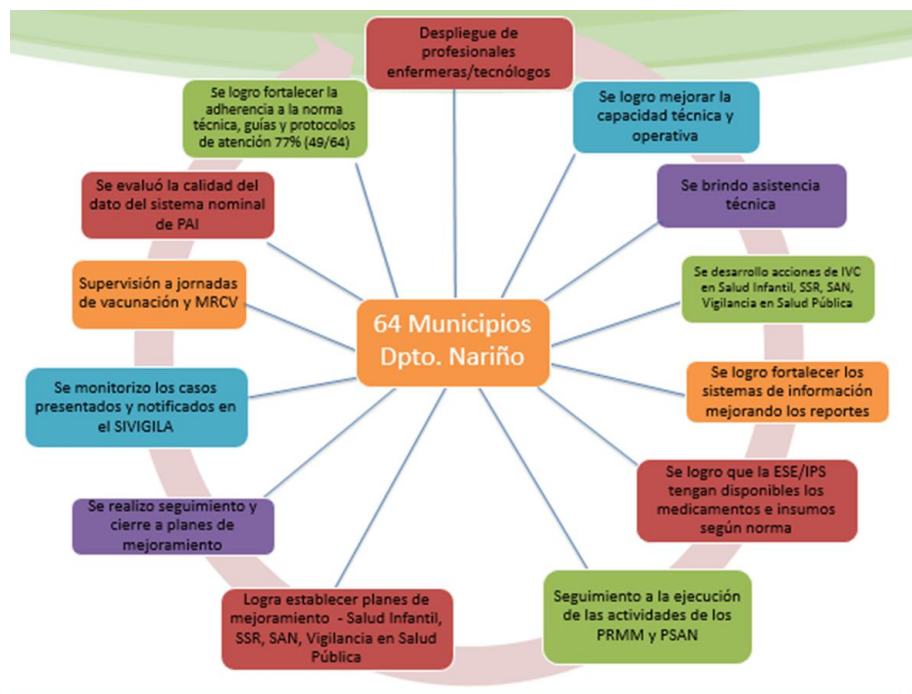 Despliegue de
profesionales
enfermeras/tecnólogos
Se logro mejorar la
capacidad técnica y
operativa
Se brindo asistencia
técnica
Se desarrollo acciones de IVC
en Salud Infantil, SSR, SAN,
Vigilancia en Salud Pública
Se logro fortalecer los
sistemas de información
mejorando los reportes
Se logro que la ESE/IPS
tengan disponibles los
medicamentos e insumos
según norma
Seguimiento a la ejecución
de las actividades de los
PRMM y PSAN
Logra establecer planes de
mejoramiento - Salud Infantil,
SSR, SAN, Vigilancia en Salud
Pública
Se realizo seguimiento y
cierre a planes de
mejoramiento
Se monitorizo los casos
presentados y notificados en
el SIVIGILA
Supervisión a jornadas
de vacunación y MRCV
Se evaluó la calidad del
dato del sistema nominal
de PAI
Se logro fortalecer la
adherencia a la norma
técnica, guías y protocolos
de atención 77% (49/64)
64 Municipios
Dpto. Nariño